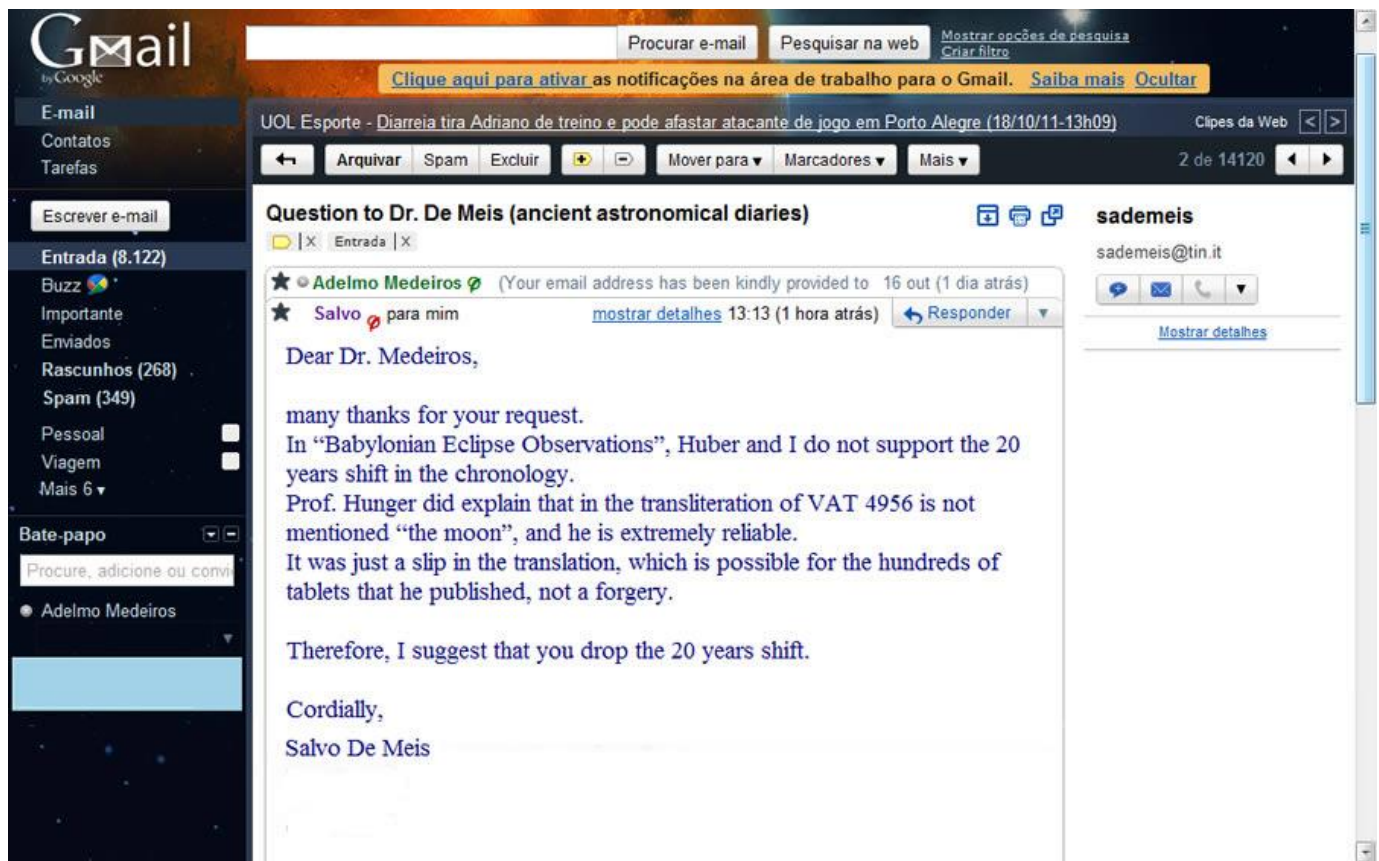 Gmail
by Google
Procurar e-mail
Pesquisar na web
Mostrar opções de pesquisa
Criar filtro
Clique aqui para ativar as notificações na área de trabalho para o Gmail. Saiba mais Ocultar
E-mail
Contatos
Tarefas
UOL Esporte - Diarreia tira Adriano de treino e pode afastar atacante de jogo em Porto Alegre (18/10/11-13h09)
Clipes da Web < >
Arquivar Spam Excluir Mover para Marcadores Mais
2 de 14120
Escrever e-mail
Entrada (8.122)
Buzz
Importante
Enviados
Rascunhos (268)
Spam (349)
Pessoal
Viagem
Mais 6
Bate-papo
Procure, adicione ou convi
Adelmo Medeiros
Question to Dr. De Meis (ancient astronomical diaries)
X Entrada X
Adelmo Medeiros (Your email address has been kindly provided to 16 out (1 dia atrás)
Salvo para mim mostrar detalhes 13:13 (1 hora atrás) Responder
Dear Dr. Medeiros,
many thanks for your request.
In “Babylonian Eclipse Observations”, Huber and I do not support the 20
years shift in the chronology.
Prof. Hunger did explain that in the transliteration of VAT 4956 is not
mentioned “the moon”, and he is extremely reliable.
It was just a slip in the translation, which is possible for the hundreds of
tablets that he published, not a forgery.
Therefore, I suggest that you drop the 20 years shift.
Cordially,
Salvo De Meis
sademeis
sademeis@tin.it
Mostrar detalhes